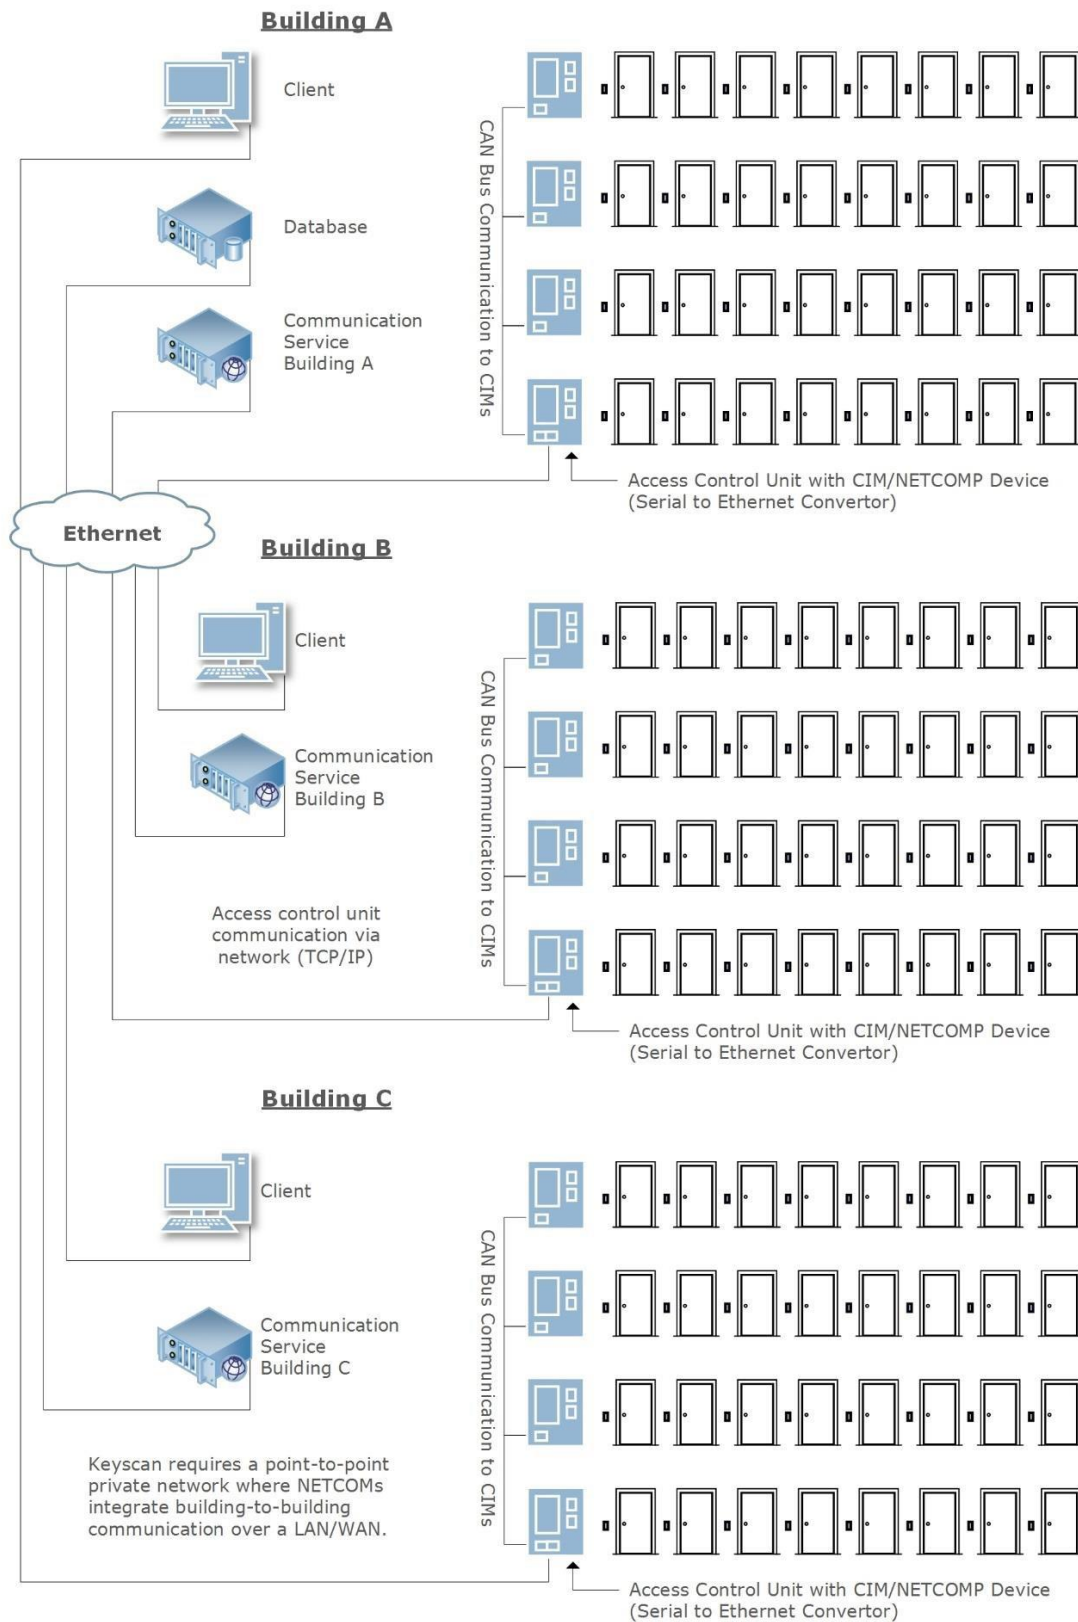 Building A
Client
Database
Communication
Service
Building A
CAN Bus Communication to CIMs
Access Control Unit with CIM/NETCOMP Device
(Serial to Ethernet Convertor)
Ethernet
Building B
Client
Communication
Service
Building B
CAN Bus Communication to CIMs
Access control unit
communication via
network (TCP/IP)
Access Control Unit with CIM/NETCOMP Device
(Serial to Ethernet Convertor)
Building C
Client
Communication
Service
Building C
CAN Bus Communication to CIMs
Keyscan requires a point-to-point
private network where NETCOMs
integrate building-to-building
communication over a LAN/WAN.
Access Control Unit with CIM/NETCOMP Device
(Serial to Ethernet Convertor)